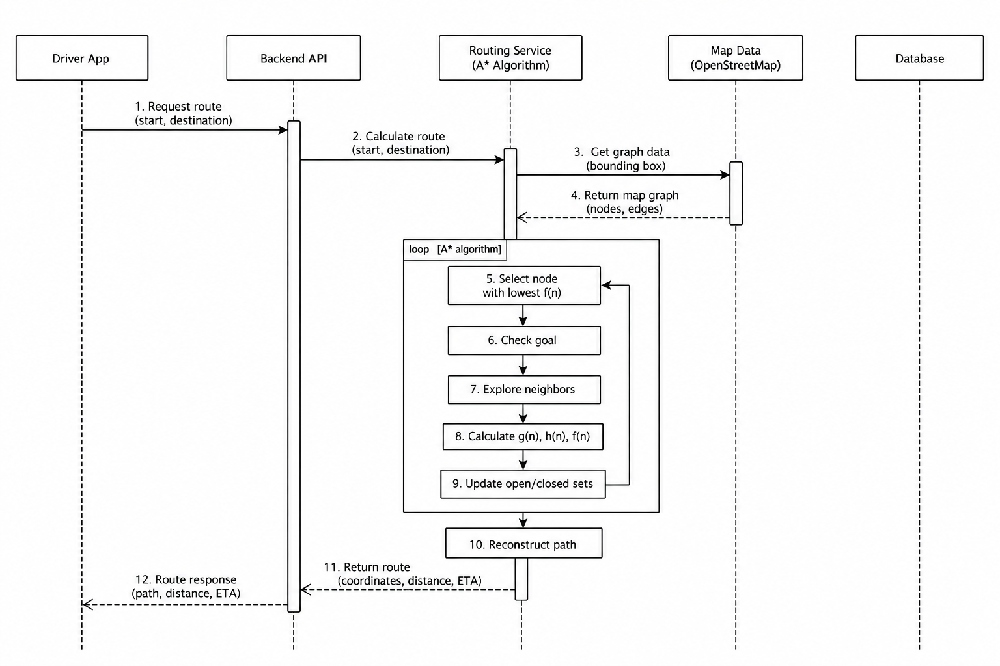 Driver App
Backend API
Routing Service
(A* Algorithm)
Map Data
(OpenStreetMap)
Database
1. Request route
(start, destination)
2. Calculate route
(start, destination)
3. Get graph data
(bounding box)
4. Return map graph
(nodes, edges)
loop [A* algorithm]
5. Select node
with lowest f(n)
6. Check goal
7. Explore neighbors
8. Calculate g(n), h(n), f(n)
9. Update open/closed sets
10. Reconstruct path
11. Return route
(coordinates, distance, ETA)
12. Route response
(path, distance, ETA)